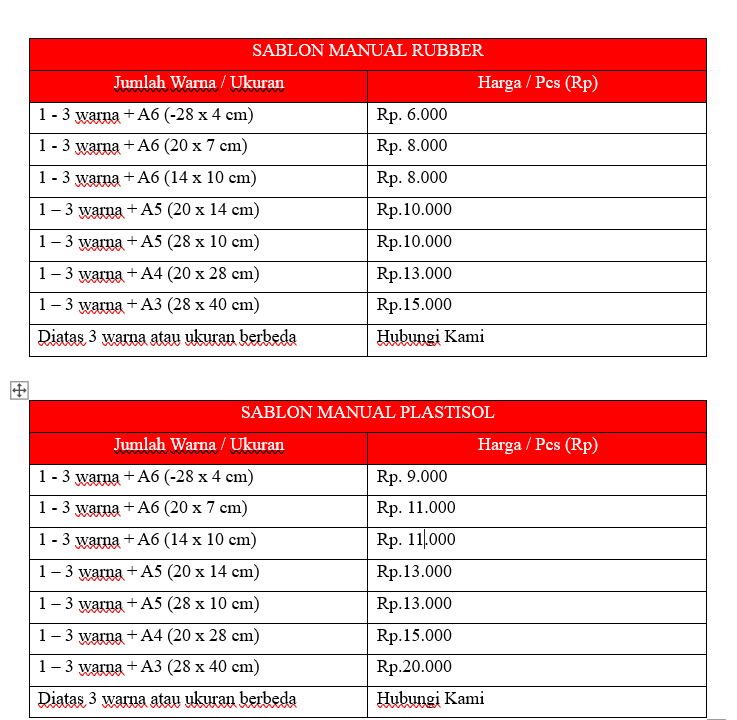 SABLON MANUAL RUBBER
Jumlah Warna / Ukuran Harga / Pcs (Rp)
1 - 3 warna + A6 (-28 x 4 cm) Rp. 6.000
1 - 3 warna + A6 (20 x 7 cm) Rp. 8.000
1 - 3 warna + A6 (14 x 10 cm) Rp. 8.000
1 – 3 warna + A5 (20 x 14 cm) Rp.10.000
1 – 3 warna + A5 (28 x 10 cm) Rp.10.000
1 – 3 warna + A4 (20 x 28 cm) Rp.13.000
1 – 3 warna + A3 (28 x 40 cm) Rp.15.000
Diatas 3 warna atau ukuran berbeda Hubungi Kami
SABLON MANUAL PLASTISOL
Jumlah Warna / Ukuran Harga / Pcs (Rp)
1 - 3 warna + A6 (-28 x 4 cm) Rp. 9.000
1 - 3 warna + A6 (20 x 7 cm) Rp. 11.000
1 - 3 warna + A6 (14 x 10 cm) Rp. 11.000
1 – 3 warna + A5 (20 x 14 cm) Rp.13.000
1 – 3 warna + A5 (28 x 10 cm) Rp.13.000
1 – 3 warna + A4 (20 x 28 cm) Rp.15.000
1 – 3 warna + A3 (28 x 40 cm) Rp.20.000
Diatas 3 warna atau ukuran berbeda Hubungi Kami